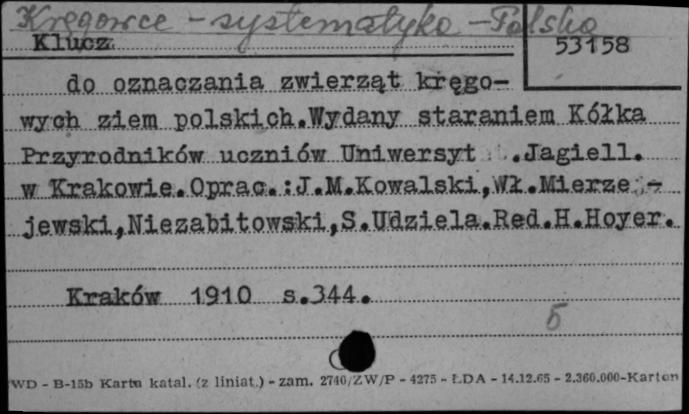 Kręgowce - systematyka - Polska
Klucz
53158
do oznaczania zwierząt kręgo-
wych ziem polskich.Wydany staraniem Kółka
Przyrodników uczniów Uniwersyt .Jagiell.
w Krakowie.Oprac.:J.M.Kowalski,Wł.Mierze -
jewski,Niezabitowski,S.Udziela.Red.H.Hoyer.
Kraków 1910 s.344.
5
WD - B-15b Karta katal. (z liniat.) - zam. 2740/ZW/P - 4275 - ŁDA - 14.12.65 - 2.360.000-Karton